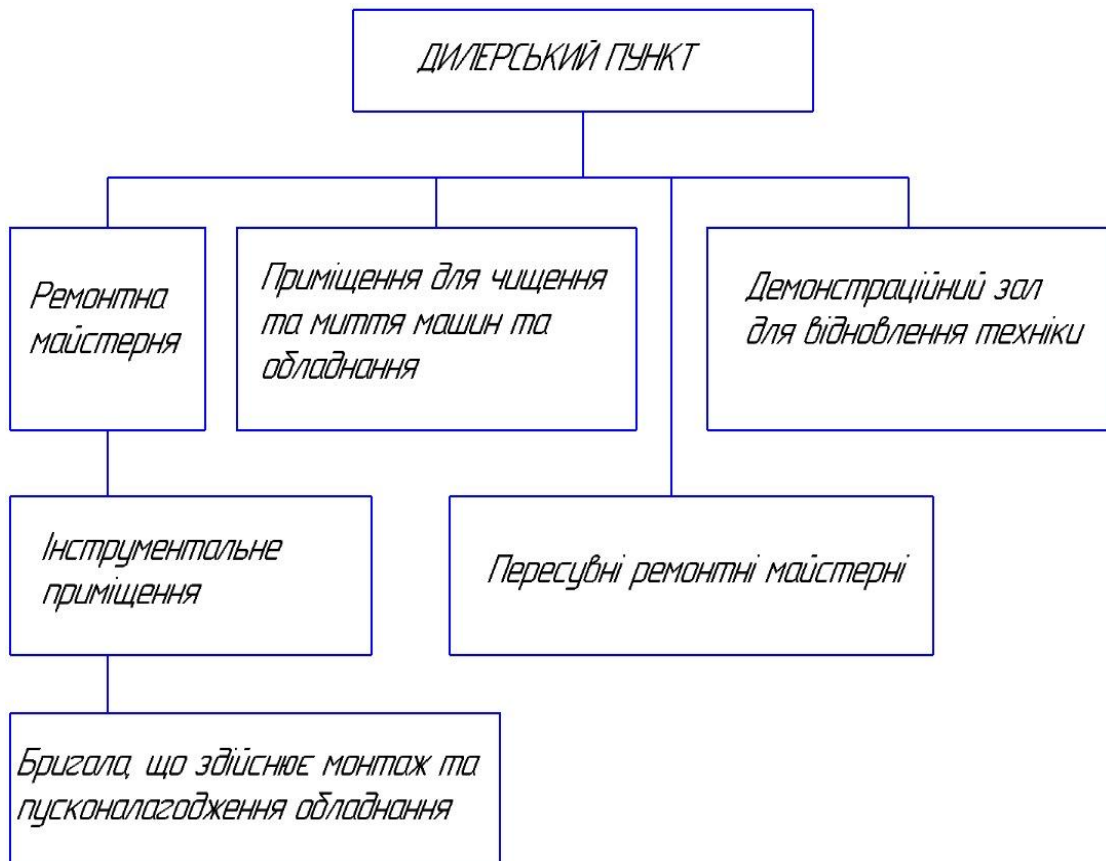 ДИЛЕРСЬКИЙ ПУНКТ
Ремонтна
майстерня
Приміщення для чищення
та миття машин та
обладнання
Демонстраційний зал
для відновлення техніки
Інструментальне
приміщення
Пересувні ремонтні майстерні
Бригала, що здійснює монтаж та
пусконалагодження обладнання